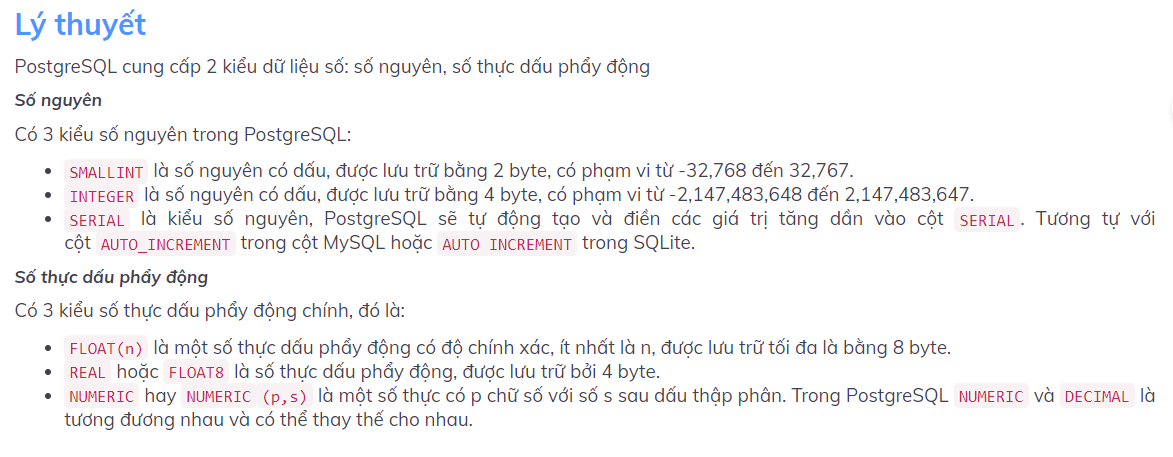 Lý thuyết
PostgreSQL cung cấp 2 kiểu dữ liệu số: số nguyên, số thực dấu phẩy động
Số nguyên
Có 3 kiểu số nguyên trong PostgreSQL:
• SMALLINT là số nguyên có dấu, được lưu trữ bằng 2 byte, có phạm vi từ -32,768 đến 32,767.
• INTEGER là số nguyên có dấu, được lưu trữ bằng 4 byte, có phạm vi từ -2,147,483,648 đến 2,147,483,647.
• SERIAL là kiểu số nguyên, PostgreSQL sẽ tự động tạo và điền các giá trị tăng dần vào cột SERIAL. Tương tự với
cột AUTO_INCREMENT trong cột MySQL hoặc AUTO INCREMENT trong SQLite.
Số thực dấu phẩy động
Có 3 kiểu số thực dấu phẩy động chính, đó là:
• FLOAT(n) là một số thực dấu phẩy động có độ chính xác, ít nhất là n, được lưu trữ tối đa là bằng 8 byte.
• REAL hoặc FLOAT8 là số thực dấu phẩy động, được lưu trữ bởi 4 byte.
• NUMERIC hay NUMERIC (p,s) là một số thực có p chữ số với số s sau dấu thập phân. Trong PostgreSQL NUMERIC và DECIMAL là
tương đương nhau và có thể thay thế cho nhau.